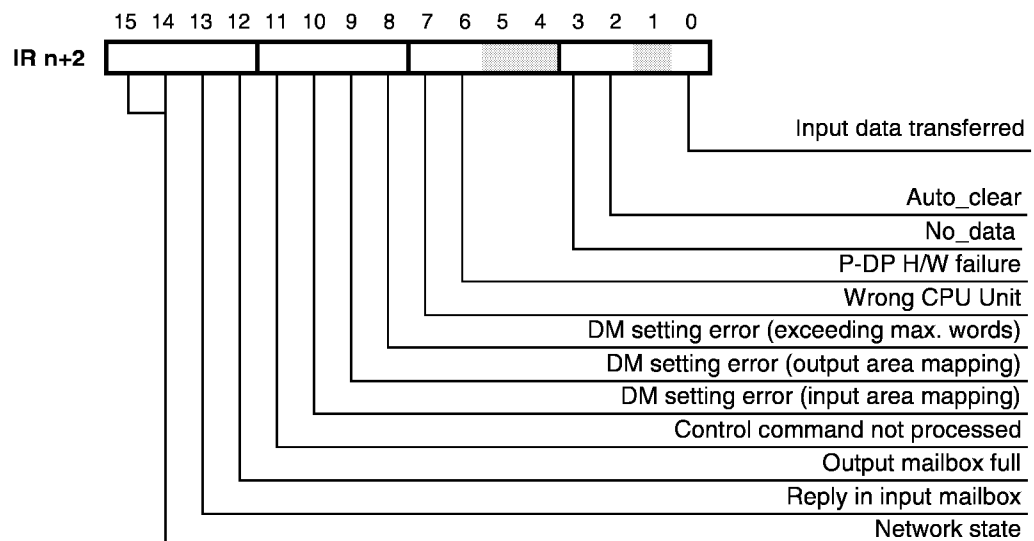 15 14 13 12 11 10 9 8 7 6 5 4 3 2 1 0
IR n+2
Input data transferred
Auto_clear
No_data
P-DP H/W failure
Wrong CPU Unit
DM setting error (exceeding max. words)
DM setting error (output area mapping)
DM setting error (input area mapping)
Control command not processed
Output mailbox full
Reply in input mailbox
Network state